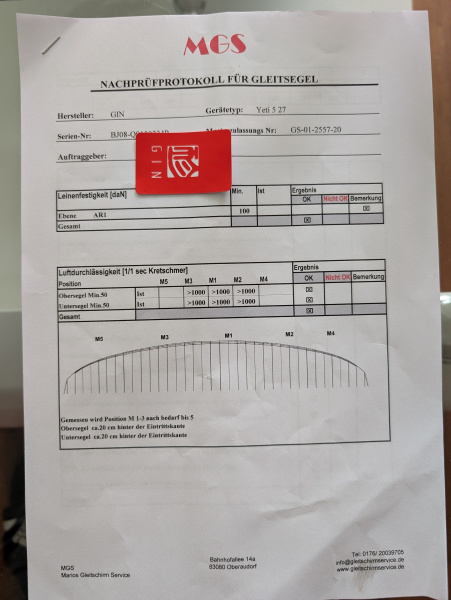 MGS
NACHPRÜFPROTOKOLL FÜR GLEITSEGEL
Hersteller: GIN Gerätetyp: Yeti 5 27
Serien-Nr: Nr: GS-01-2557-20
Auftraggeber:
GIN
Leinenfestigkeit [daN] Min. Ist Ergebnis
OK Nicht OK Bemerkung
Ebene AR1 100 ☒
Gesamt ☒
Luftdurchlässigkeit [1/1 sec Kretschmer] Ergebnis
Position M5 M3 M1 M2 M4 OK Nicht OK Bemerkung
Obersegel Min.50 Ist >1000 >1000 >1000 ☒
Untersegel Min.50 Ist >1000 >1000 >1000 ☒
Gesamt ☒
M5 M3 M1 M2 M4
Gemessen wird Position M 1-3 nach bedarf bis 5
Obersegel ca.20 cm hinter der Eintrittskante
Untersegel ca.20 cm hinter der Eintrittskante
MGS
Marios Gleitschirm Service
Bahnhofallee 14a
83080 Oberaudorf
Tel: 0176/ 20039705
info@gleitschirmservice.de
www.gleitschirmservice.de